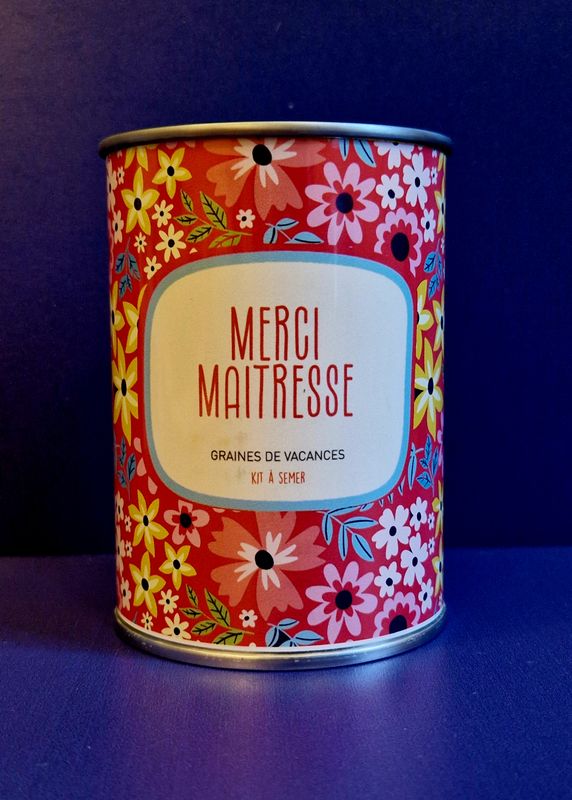 MERCI
MAITRESSE
GRAINES DE VACANCES
KIT À SEMER